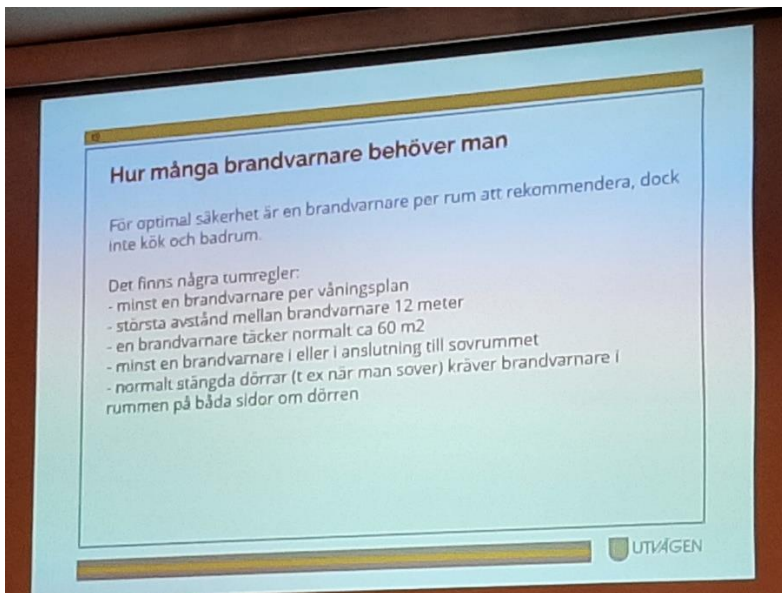 Hur många brandvarnare behöver man
För optimal säkerhet är en brandvarnare per rum att rekommendera, dock
inte kök och badrum.
Det finns några tumregler:
- minst en brandvarnare per våningsplan
- största avstånd mellan brandvarnare 12 meter
- en brandvarnare täcker normalt ca 60 m2
- minst en brandvarnare i eller i anslutning till sovrummet
- normalt stängda dörrar (t ex när man sover) kräver brandvarnare i
rummen på båda sidor om dörren
UTVÄGEN